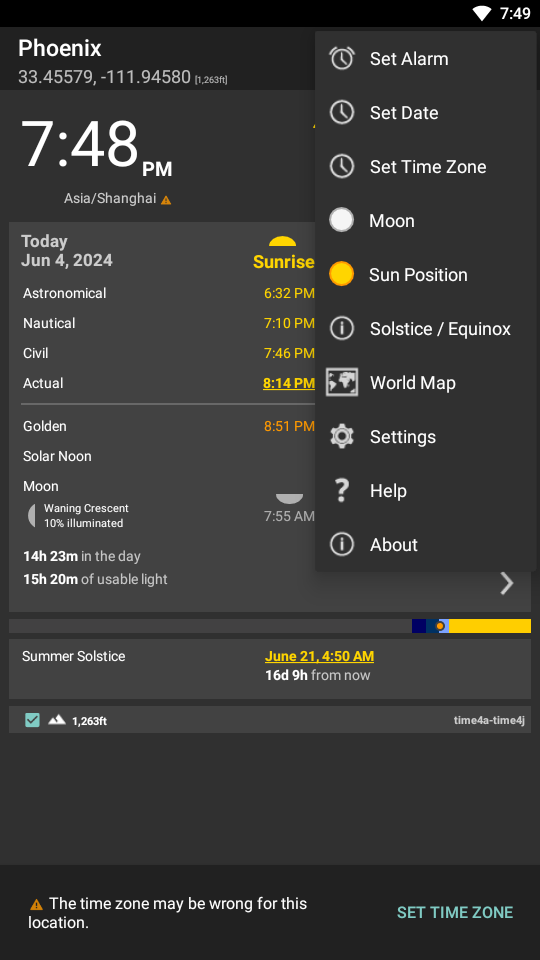 7:49
Phoenix
33.45579, -111.94580 [1,263ft]
7:48 PM
Asia/Shanghai
Set Alarm
Set Date
Set Time Zone
Moon
Sun Position
Solstice / Equinox
World Map
Settings
Help
About
Today
Jun 4, 2024
Sunrise
Astronomical 6:32 PM
Nautical 7:10 PM
Civil 7:46 PM
Actual 8:14 PM
Golden 8:51 PM
Solar Noon
Moon
Waning Crescent
10% illuminated
7:55 AM
14h 23m in the day
15h 20m of usable light
Summer Solstice June 21, 4:50 AM
16d 9h from now
1,263ft time4a-time4j
The time zone may be wrong for this
location.
SET TIME ZONE